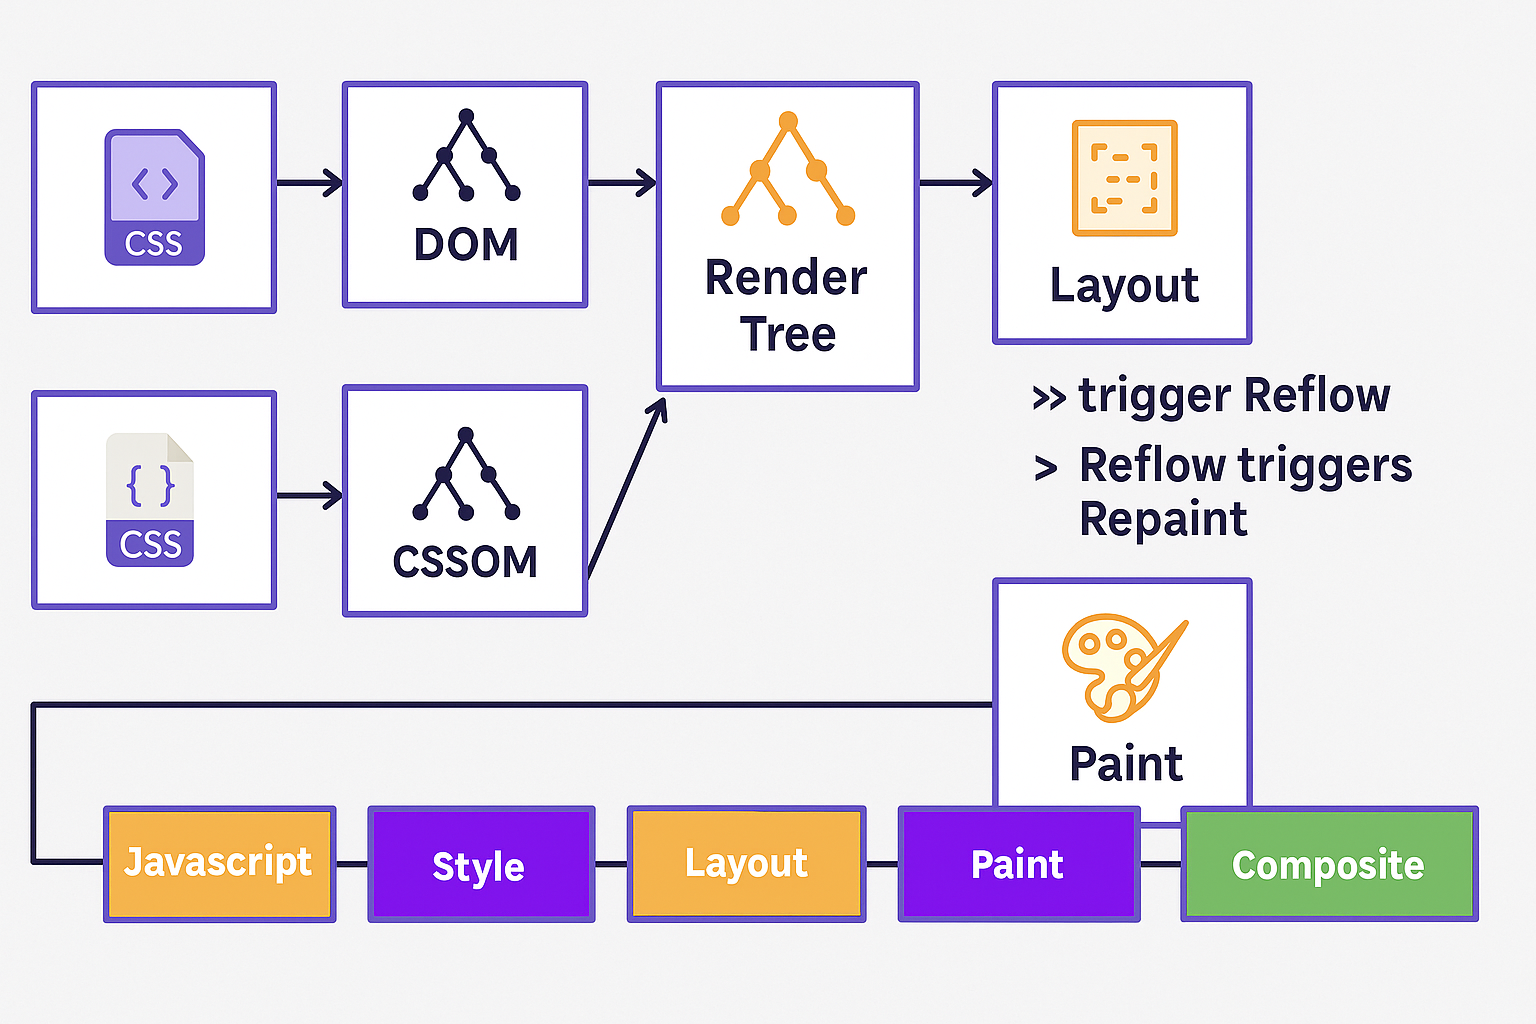 CSS
DOM
Render
Tree
Layout
CSS
CSSOM
» trigger Reflow
> Reflow triggers
Repaint
Paint
Javascript
Style
Layout
Paint
Composite